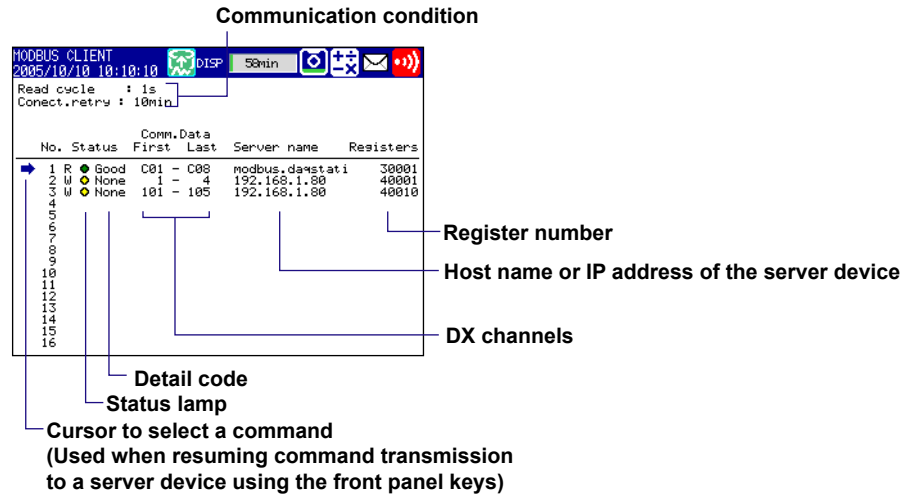 Communication condition
MODBUS CLIENT
2005/10/10 10:10:10 DISP 58min
Read cycle : 1s
Conect.retry : 10min
Comm.Data
No. Status First Last Server name Registers
1 R Good C01 - C08 modbus.daqstati 30001
2 W None 1 - 4 192.168.1.80 40001
3 W None 101 - 105 192.168.1.80 40010
4
5
6
7
8
9
10
11
12
13
14
15
16
Register number
Host name or IP address of the server device
DX channels
Detail code
Status lamp
Cursor to select a command
(Used when resuming command transmission
to a server device using the front panel keys)